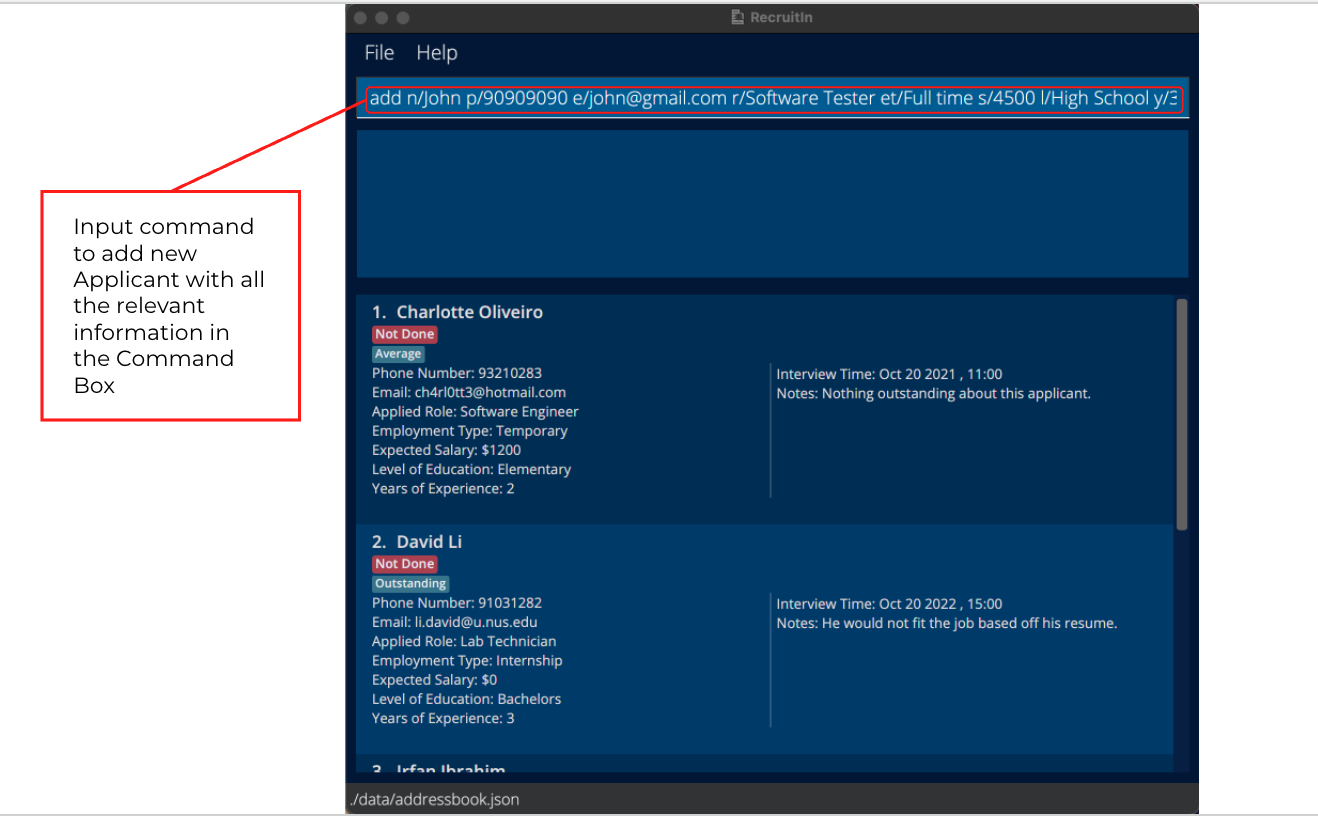 RecruitIn
File Help
add n/John p/90909090 e/john@gmail.com r/Software Tester et/Full time s/4500 l/High School y/3
Input command
to add new
Applicant with all
the relevant
information in
the Command
Box
1. Charlotte Oliveiro
Not Done
Average
Phone Number: 93210283
Email: ch4rl0tt3@hotmail.com
Applied Role: Software Engineer
Employment Type: Temporary
Expected Salary: $1200
Level of Education: Elementary
Years of Experience: 2
Interview Time: Oct 20 2021 , 11:00
Notes: Nothing outstanding about this applicant.
2. David Li
Not Done
Outstanding
Phone Number: 91031282
Email: li.david@u.nus.edu
Applied Role: Lab Technician
Employment Type: Internship
Expected Salary: $0
Level of Education: Bachelors
Years of Experience: 3
Interview Time: Oct 20 2022 , 15:00
Notes: He would not fit the job based off his resume.
3. Irfan Ibrahim
./data/addressbook.json